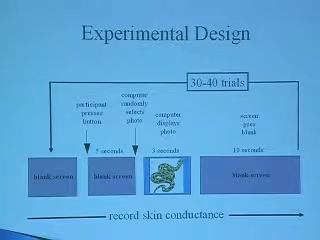 Experimental Design
30-40 trials
participant
presses
button
computer
randomly
selects
photo
computer
displays
photo
screen
goes
blank
5 seconds
3 seconds
10 seconds
blank screen
blank screen
blank screen
record skin conductance